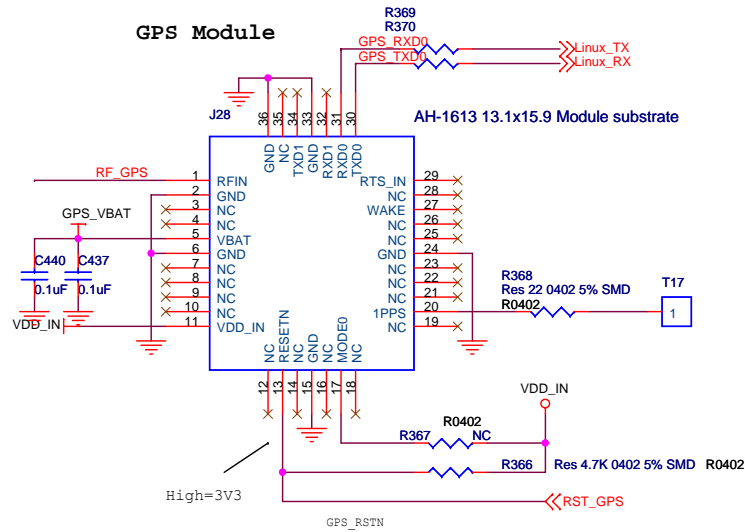 GPS Module
R369
R370
GPS_RXD0
GPS_TXD0
Linux_TX
Linux_RX
J28
AH-1613 13.1x15.9 Module substrate
36 35 34 33 32 31 30
GND NC TXD1 GND RXD1 RXD0 TXD0
RF_GPS 1 RFIN
2 GND
3 NC
GPS_VBAT 4 NC
5 VBAT
6 GND
7 NC
8 NC
9 NC
10 NC
VDD_IN 11 VDD_IN
C440 C437
0.1uF 0.1uF
RTS_IN 29
NC 28
WAKE 27
NC 26
NC 25
GND 24
NC 23
NC 22
NC 21
1PPS 20
NC 19
R368
Res 22 0402 5% SMD
R0402
T17
1
NC RESETN NC GND NC MODE0 NC
12 13 14 15 16 17 18
VDD_IN
R0402
R367 NC
R366 Res 4.7K 0402 5% SMD R0402
High=3V3
RST_GPS
GPS_RSTN